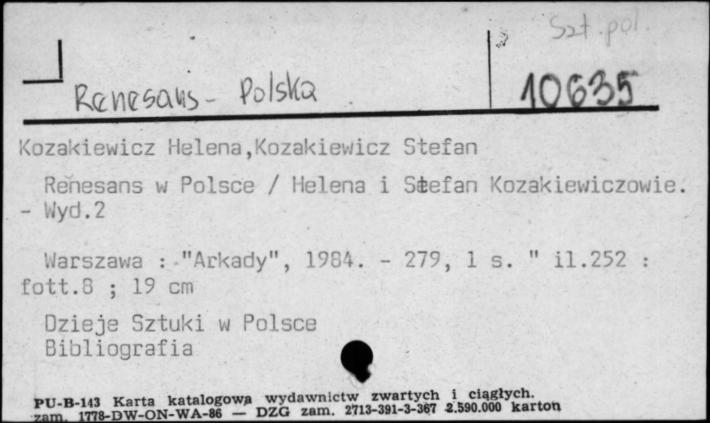 Szt. pol.
Renesans - Polska
10635
Kozakiewicz Helena,Kozakiewicz Stefan
Renesans w Polsce / Helena i Stefan Kozakiewiczowie.
- Wyd.2
Warszawa : "Arkady", 1984. - 279, 1 s. " il.252 :
fott.8 ; 19 cm
Dzieje Sztuki w Polsce
Bibliografia
PU-B-143 Karta katalogowa wydawnictw zwartych i ciągłych.
zam. 1778-DW-ON-WA-86 — DZG zam. 2713-391-3-367 2.590.000 karton